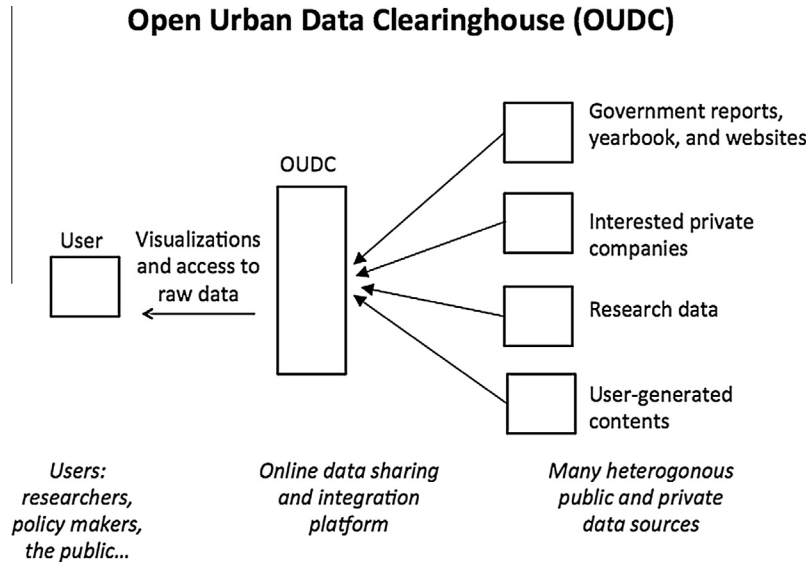 Open Urban Data Clearinghouse (OUDC)
Government reports,
yearbook, and websites
OUDC
Interested private
companies
User
Visualizations
and access to
raw data
Research data
User-generated
contents
Users:
researchers,
policy makers,
the public...
Online data sharing
and integration
platform
Many heterogonous
public and private
data sources